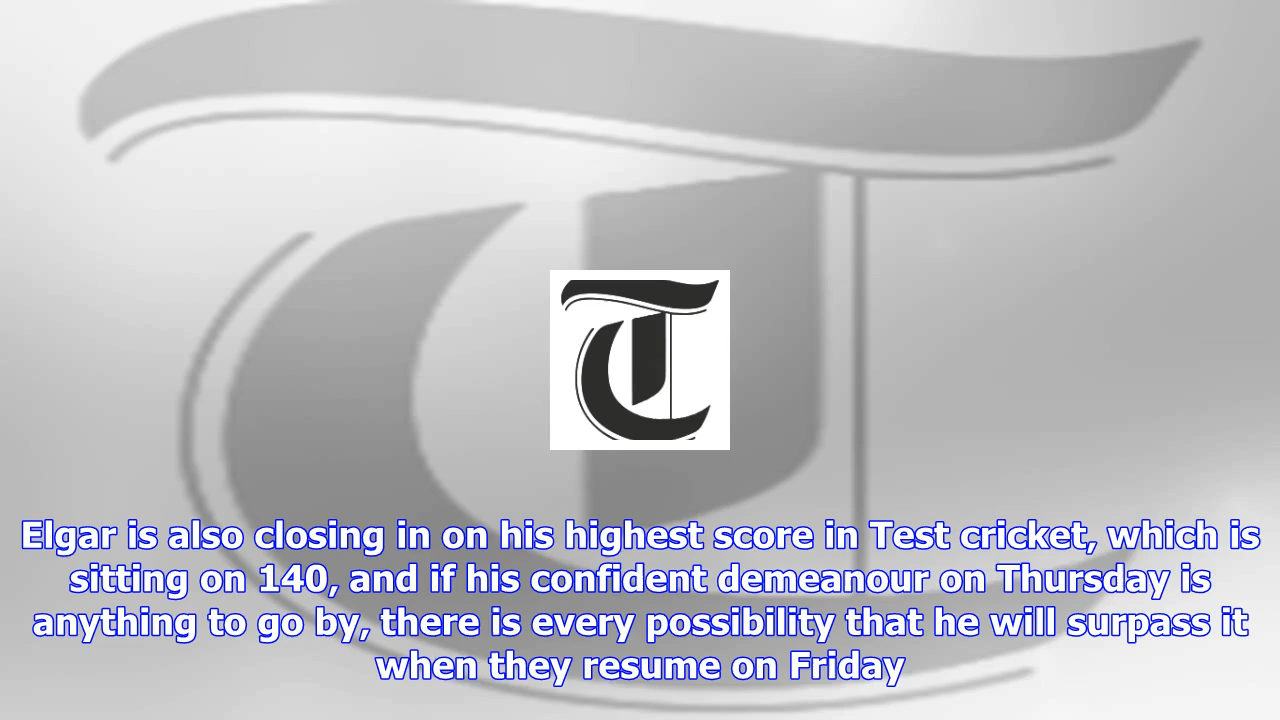 T
Elgar is also closing in on his highest score in Test cricket, which is
sitting on 140, and if his confident demeanour on Thursday is
anything to go by, there is every possibility that he will surpass it
when they resume on Friday